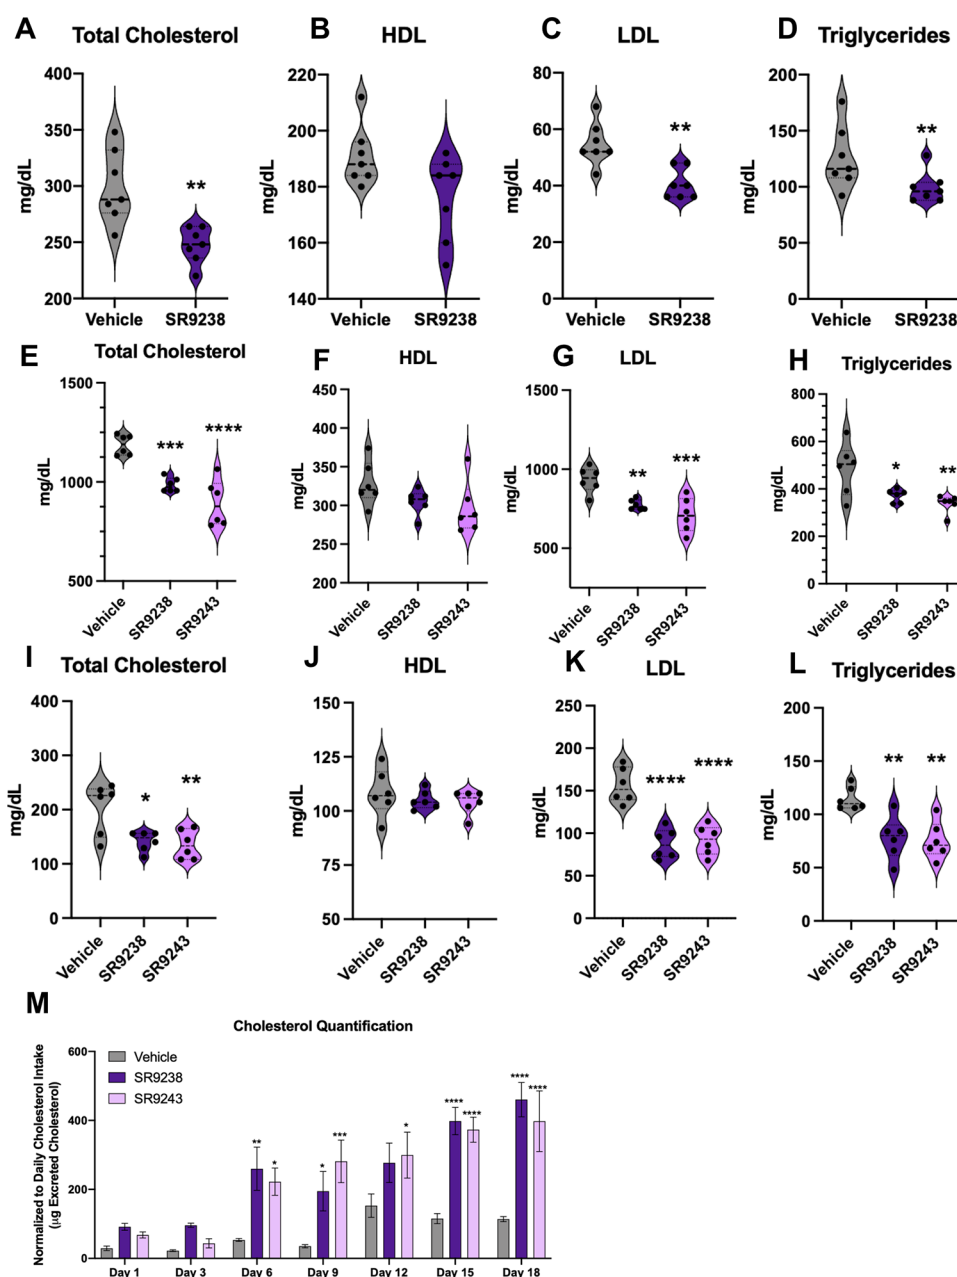 A Total Cholesterol
mg/dL
400
350
300
250
200
**
Vehicle SR9238
B HDL
mg/dL
220
200
180
160
140
Vehicle SR9238
C LDL
mg/dL
80
60
40
20
0
**
Vehicle SR9238
D Triglycerides
mg/dL
200
150
100
50
0
**
Vehicle SR9238
E Total Cholesterol
mg/dL
1500
1000
500
*** ****
Vehicle SR9238 SR9243
F HDL
mg/dL
450
400
350
300
250
200
Vehicle SR9238 SR9243
G LDL
mg/dL
1500
1000
500
** ***
Vehicle SR9238 SR9243
H Triglycerides
mg/dL
800
600
400
200
0
* **
Vehicle SR9238 SR9243
I Total Cholesterol
mg/dL
400
300
200
100
0
* **
Vehicle SR9238 SR9243
J HDL
mg/dL
150
125
100
75
50
Vehicle SR9238 SR9243
K LDL
mg/dL
250
200
150
100
50
0
**** ****
Vehicle SR9238 SR9243
L Triglycerides
mg/dL
200
150
100
50
0
** **
Vehicle SR9238 SR9243
M
Cholesterol Quantification
Normalized to Daily Cholesterol Intake
(µg Excreted Cholesterol)
600
400
200
0
Vehicle
SR9238
SR9243
** * * *** * **** **** **** ****
Day 1 Day 3 Day 6 Day 9 Day 12 Day 15 Day 18